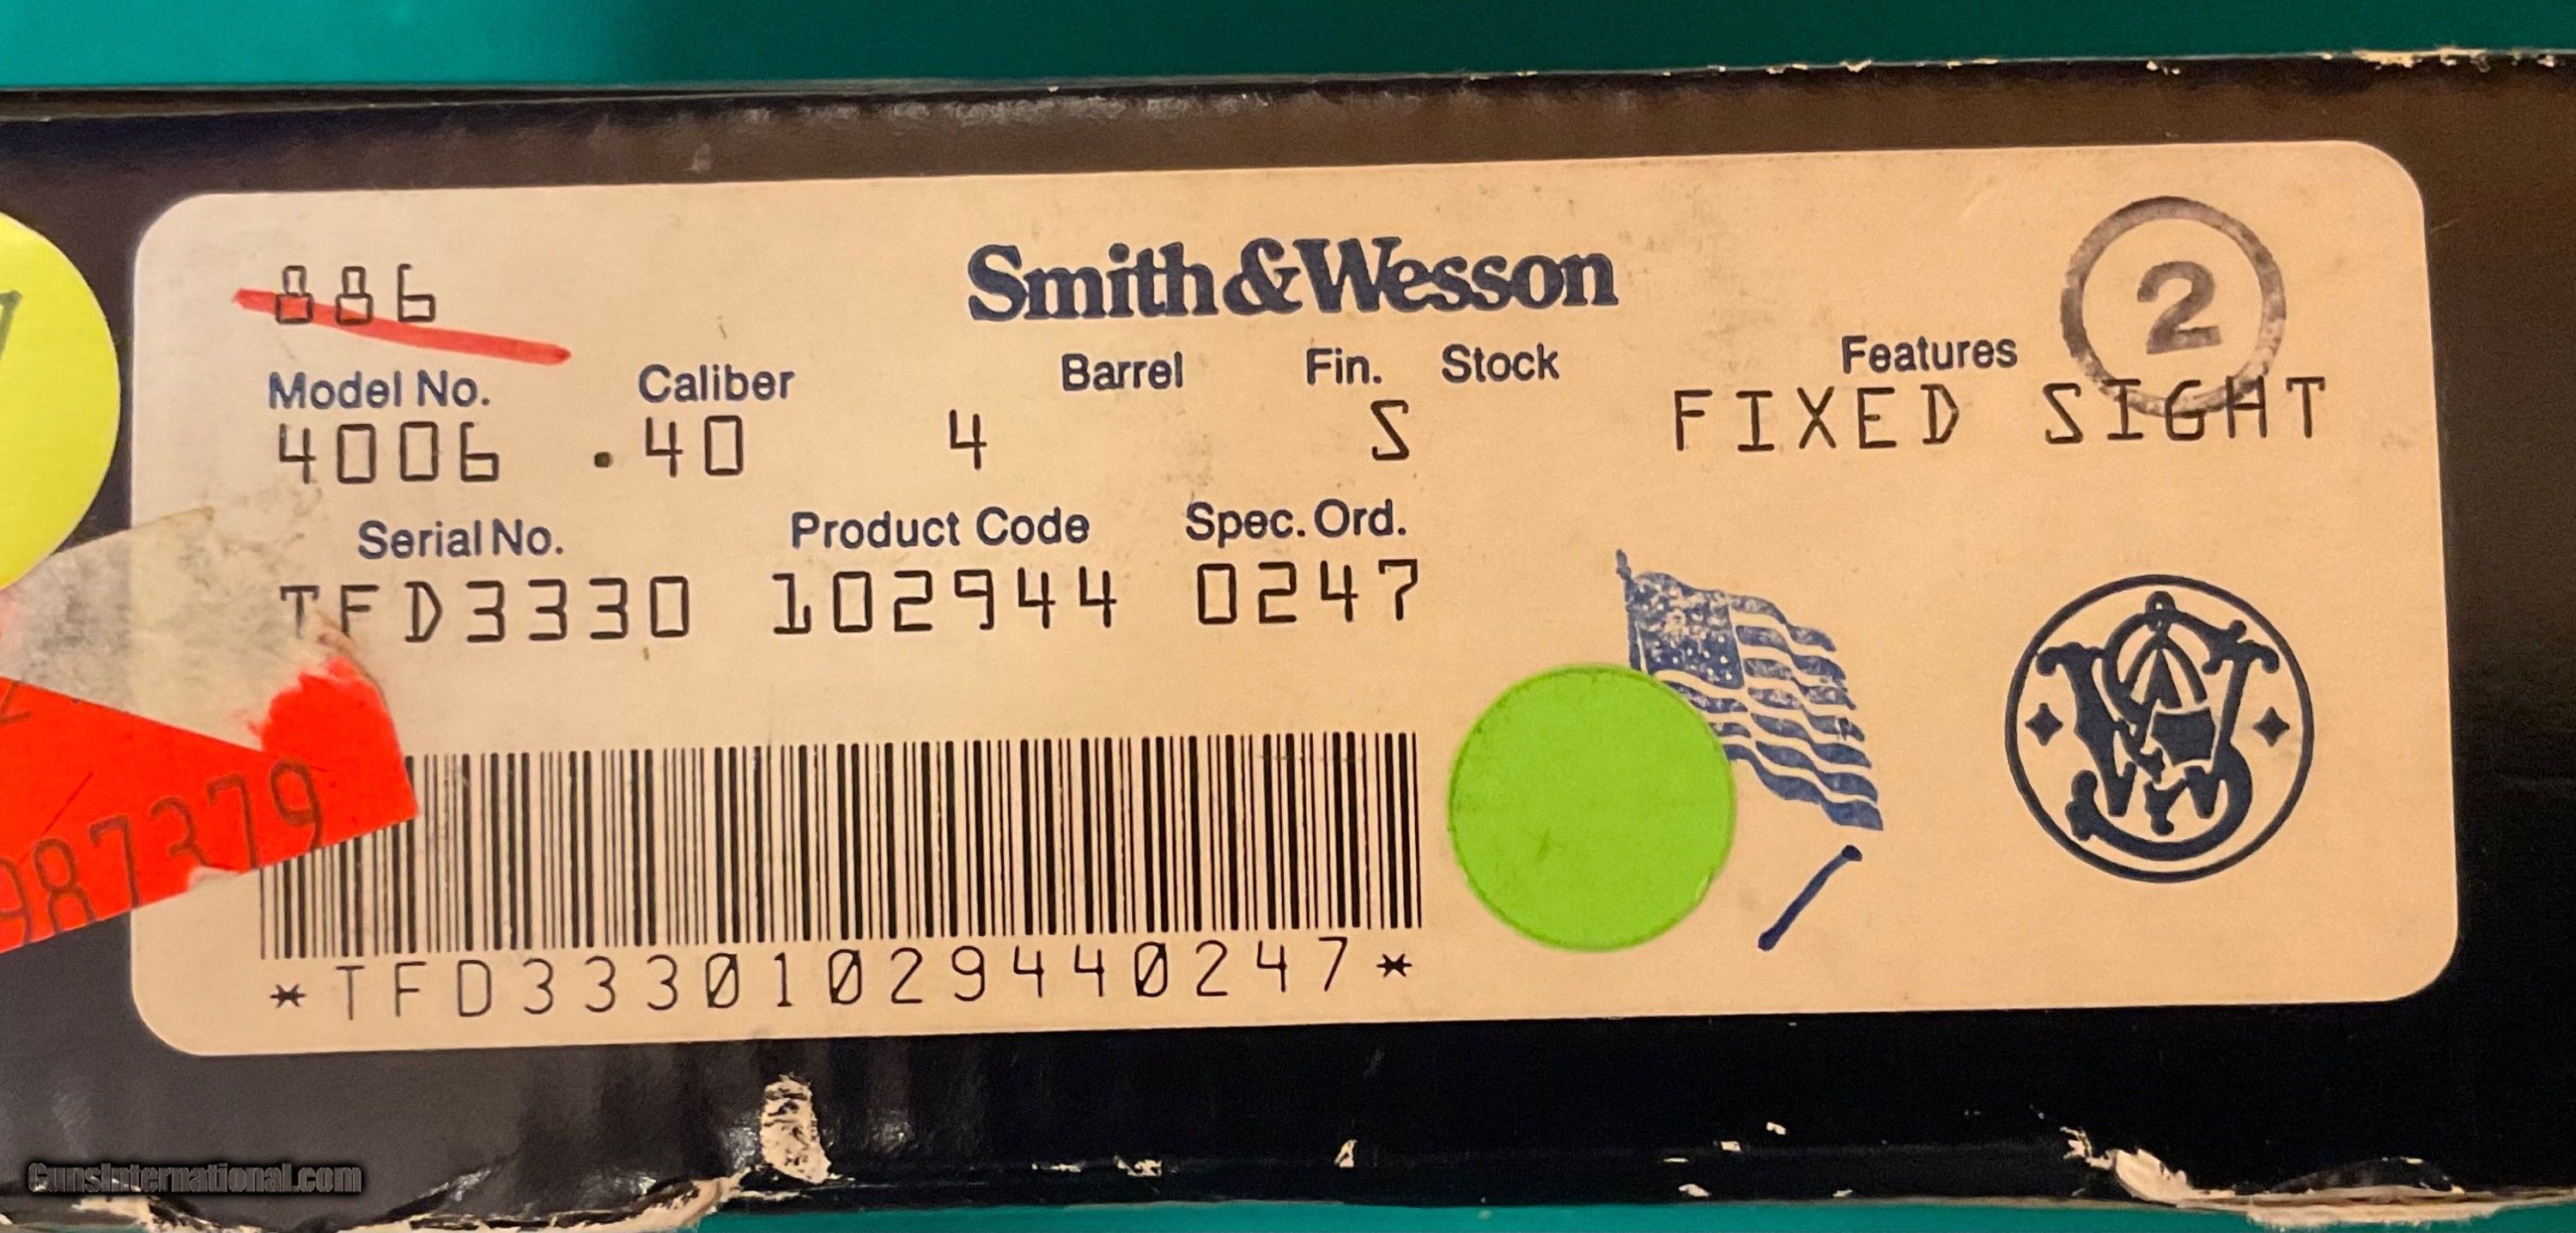 886
Smith & Wesson
2
Model No. Caliber Barrel Fin. Stock Features
4006 .40 4 S FIXED SIGHT
Serial No. Product Code Spec. Ord.
TFD3330 102944 0247
987379
*TFD33301029440247*
GunsInternational.com